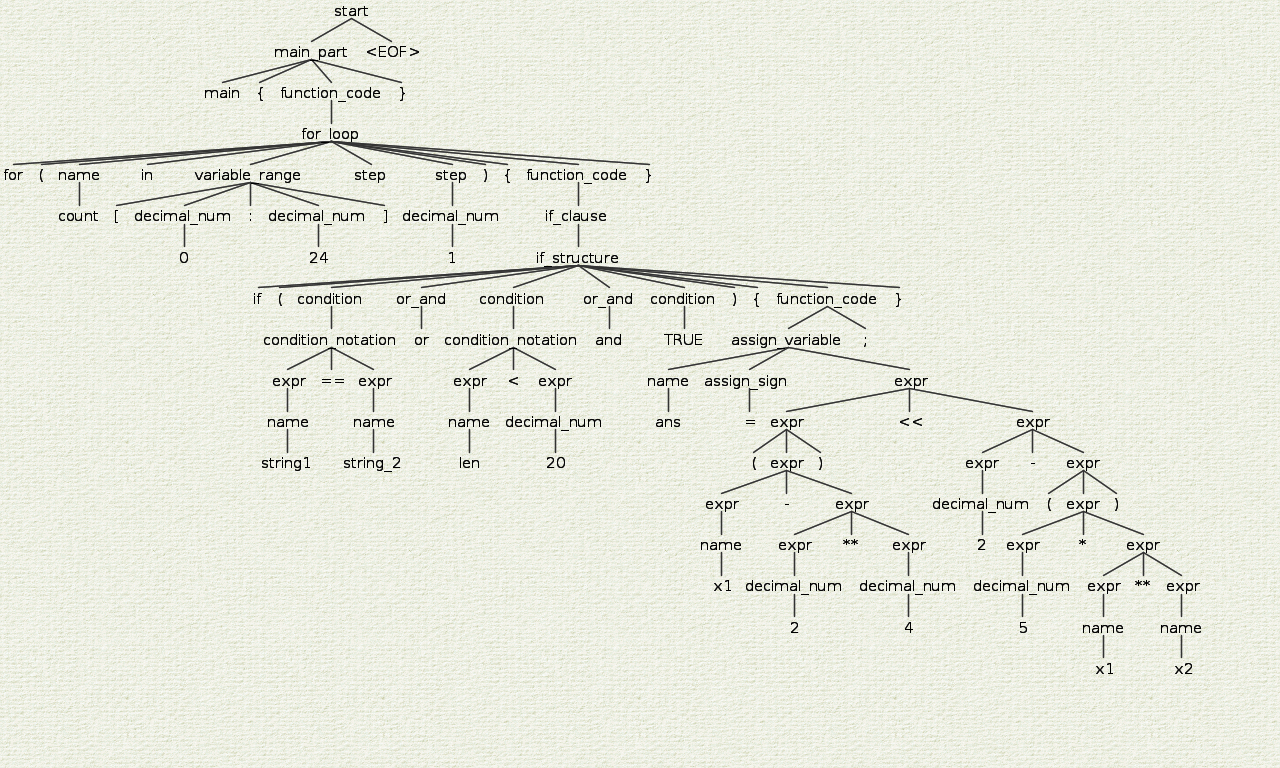 start
main_part <EOF>
main { function_code }
for_loop
for ( name in variable_range step step ) { function_code }
count [ decimal_num : decimal_num ] decimal_num if_clause
0 24 1 if_structure
if ( condition or_and condition or_and condition ) { function_code }
condition_notation or condition_notation and TRUE assign_variable ;
expr == expr expr < expr name assign_sign expr
name name name decimal_num ans = expr << expr
string1 string_2 len 20 ( expr ) expr - expr
expr - expr decimal_num ( expr )
name expr ** expr 2 expr * expr
x1 decimal_num decimal_num decimal_num expr ** expr
2 4 5 name name
x1 x2